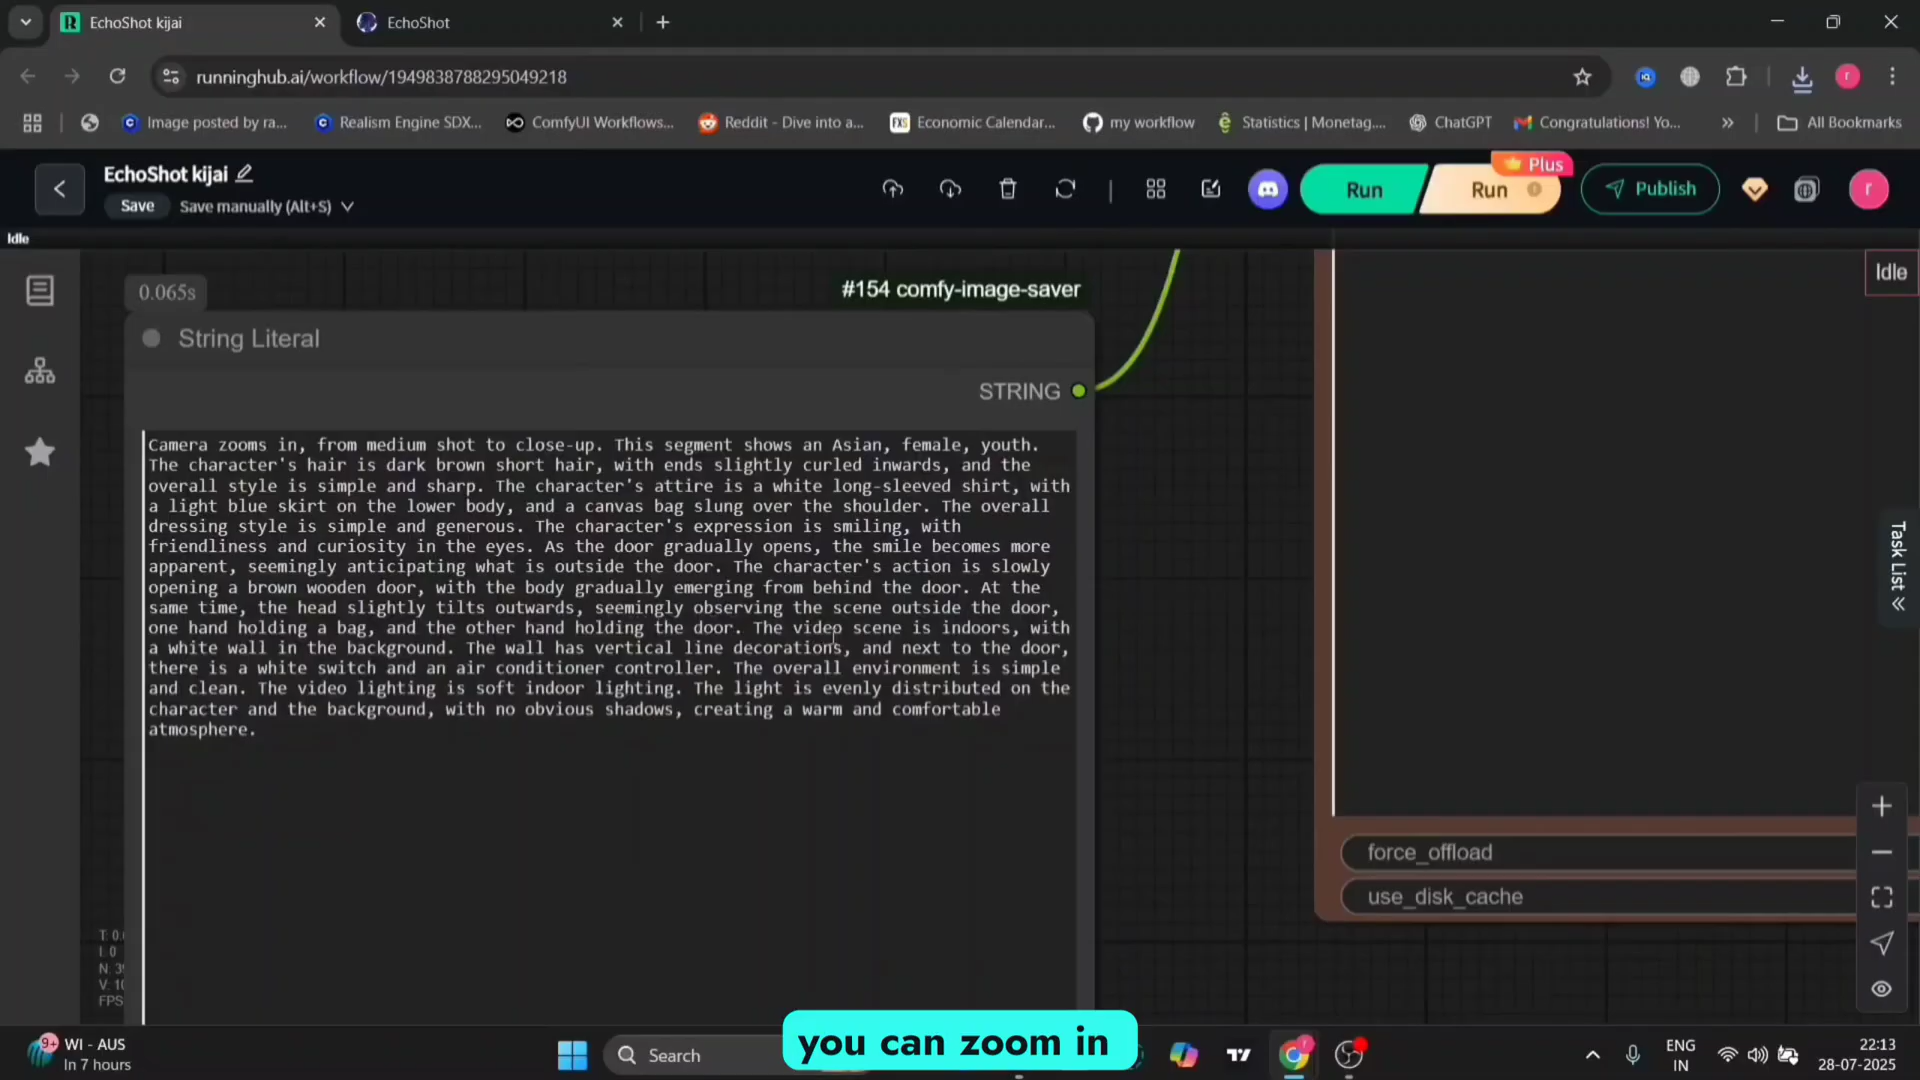 EchoShot kijai
EchoShot
runninghub.ai/workflow/1949838788295049218
Image posted by ra...
Realism Engine SDX...
ComfyUI Workflows...
Reddit - Dive into a...
FXS
Economic Calendar...
my workflow
Statistics | Monetag....
ChatGPT
Congratulations! Yo...
All Bookmarks
EchoShot kijai
Save
Save manually (Alt+S)
Run
Run
Plus
Publish
r
Idle
Idle
0.065s
#154 comfy-image-saver
String Literal
STRING
Camera zooms in, from medium shot to close-up. This segment shows an Asian, female, youth.
The character's hair is dark brown short hair, with ends slightly curled inwards, and the
overall style is simple and sharp. The character's attire is a white long-sleeved shirt, with
a light blue skirt on the lower body, and a canvas bag slung over the shoulder. The overall
dressing style is simple and generous. The character's expression is smiling, with
friendliness and curiosity in the eyes. As the door gradually opens, the smile becomes more
apparent, seemingly anticipating what is outside the door. The character's action is slowly
opening a brown wooden door, with the body gradually emerging from behind the door. At the
same time, the head slightly tilts outwards, seemingly observing the scene outside the door,
one hand holding a bag, and the other hand holding the door. The video scene is indoors, with
a white wall in the background. The wall has vertical line decorations, and next to the door,
there is a white switch and an air conditioner controller. The overall environment is simple
and clean. The video lighting is soft indoor lighting. The light is evenly distributed on the
character and the background, with no obvious shadows, creating a warm and comfortable
atmosphere.
Task List
force_offload
use_disk_cache
T: 0.
I: 0
N: 3
V: 10
FPS
you can zoom in
9+
WI - AUS
In 7 hours
Search
ENG
IN
22:13
28-07-2025